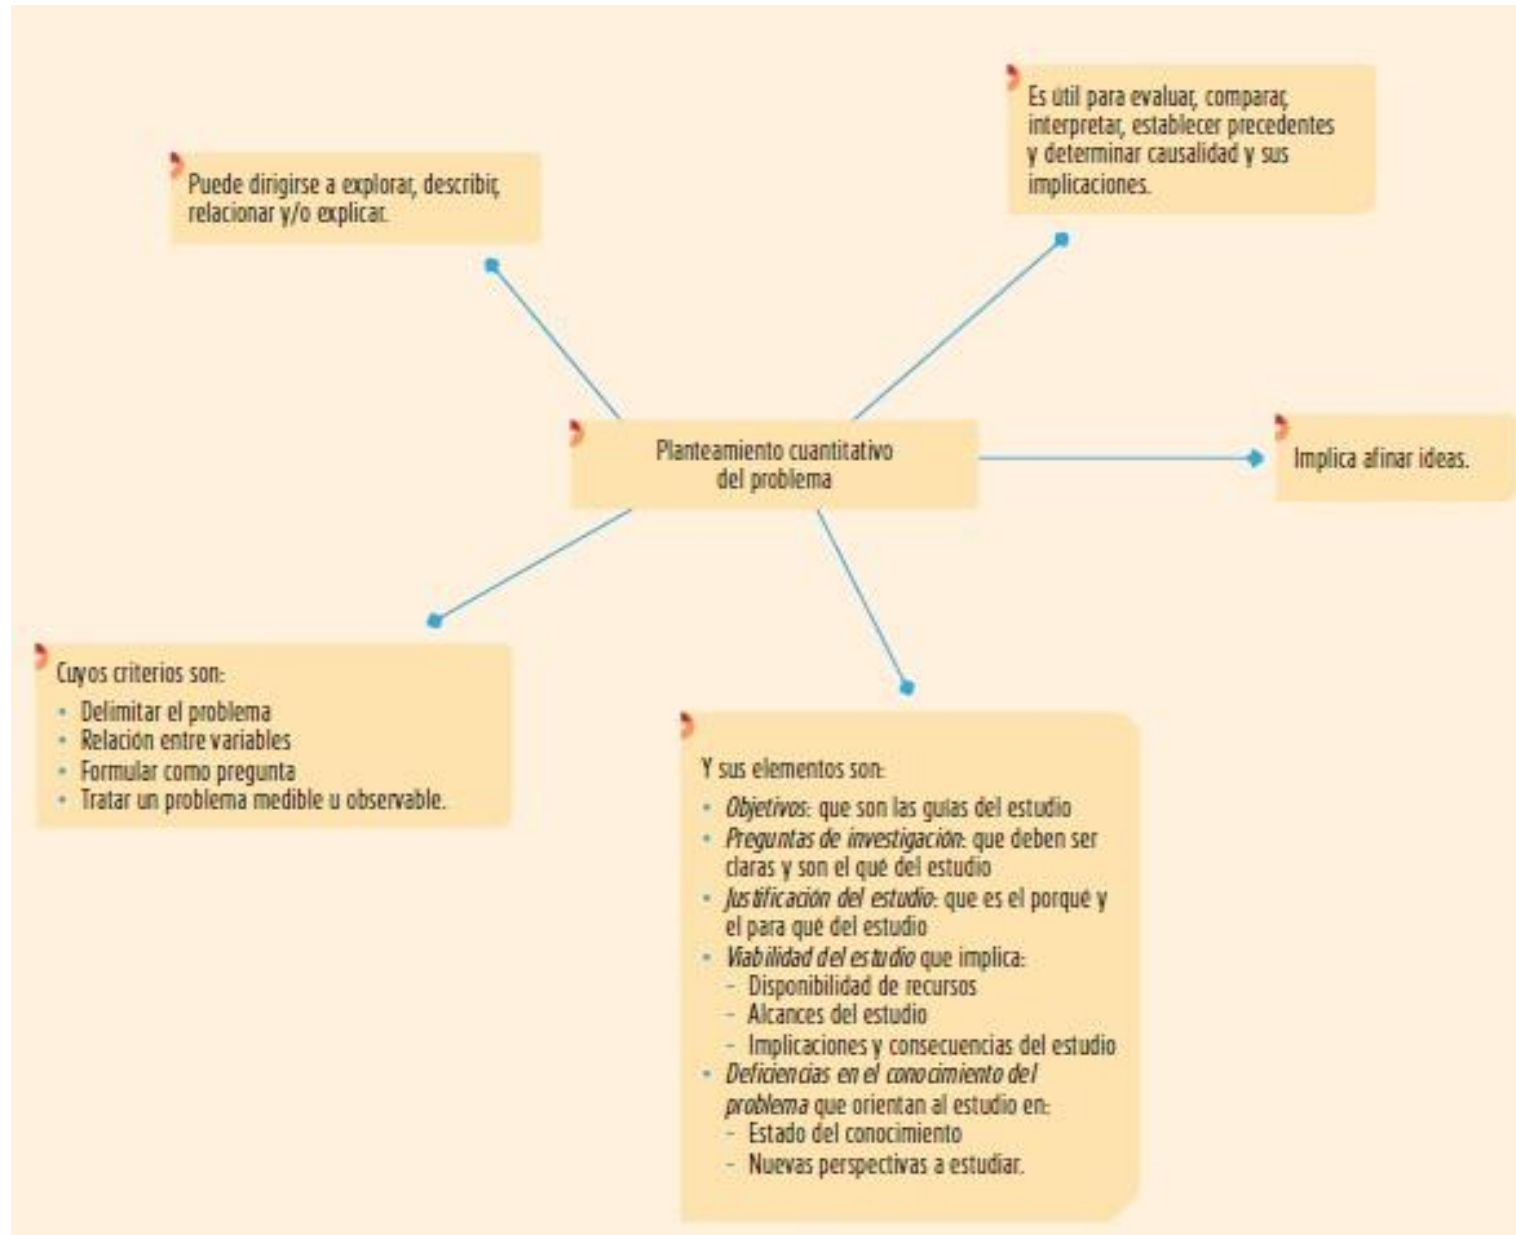 Es útil para evaluar, comparar,
interpretar, establecer precedentes
y determinar causalidad y sus
implicaciones.
Puede dirigirse a explorar, describir,
relacionar y/o explicar.
Planteamiento cuantitativo
del problema
Implica afinar ideas.
Cuyos criterios son:
• Delimitar el problema
• Relación entre variables
• Formular como pregunta
• Tratar un problema medible u observable.
Y sus elementos son:
• Objetivos: que son las guías del estudio
• Preguntas de investigación: que deben ser
claras y son el qué del estudio
• Justificación del estudio: que es el porqué y
el para qué del estudio
• Viabilidad del estudio que implica:
- Disponibilidad de recursos
- Alcances del estudio
- Implicaciones y consecuencias del estudio
• Deficiencias en el conocimiento del
problema que orientan al estudio en:
- Estado del conocimiento
- Nuevas perspectivas a estudiar.